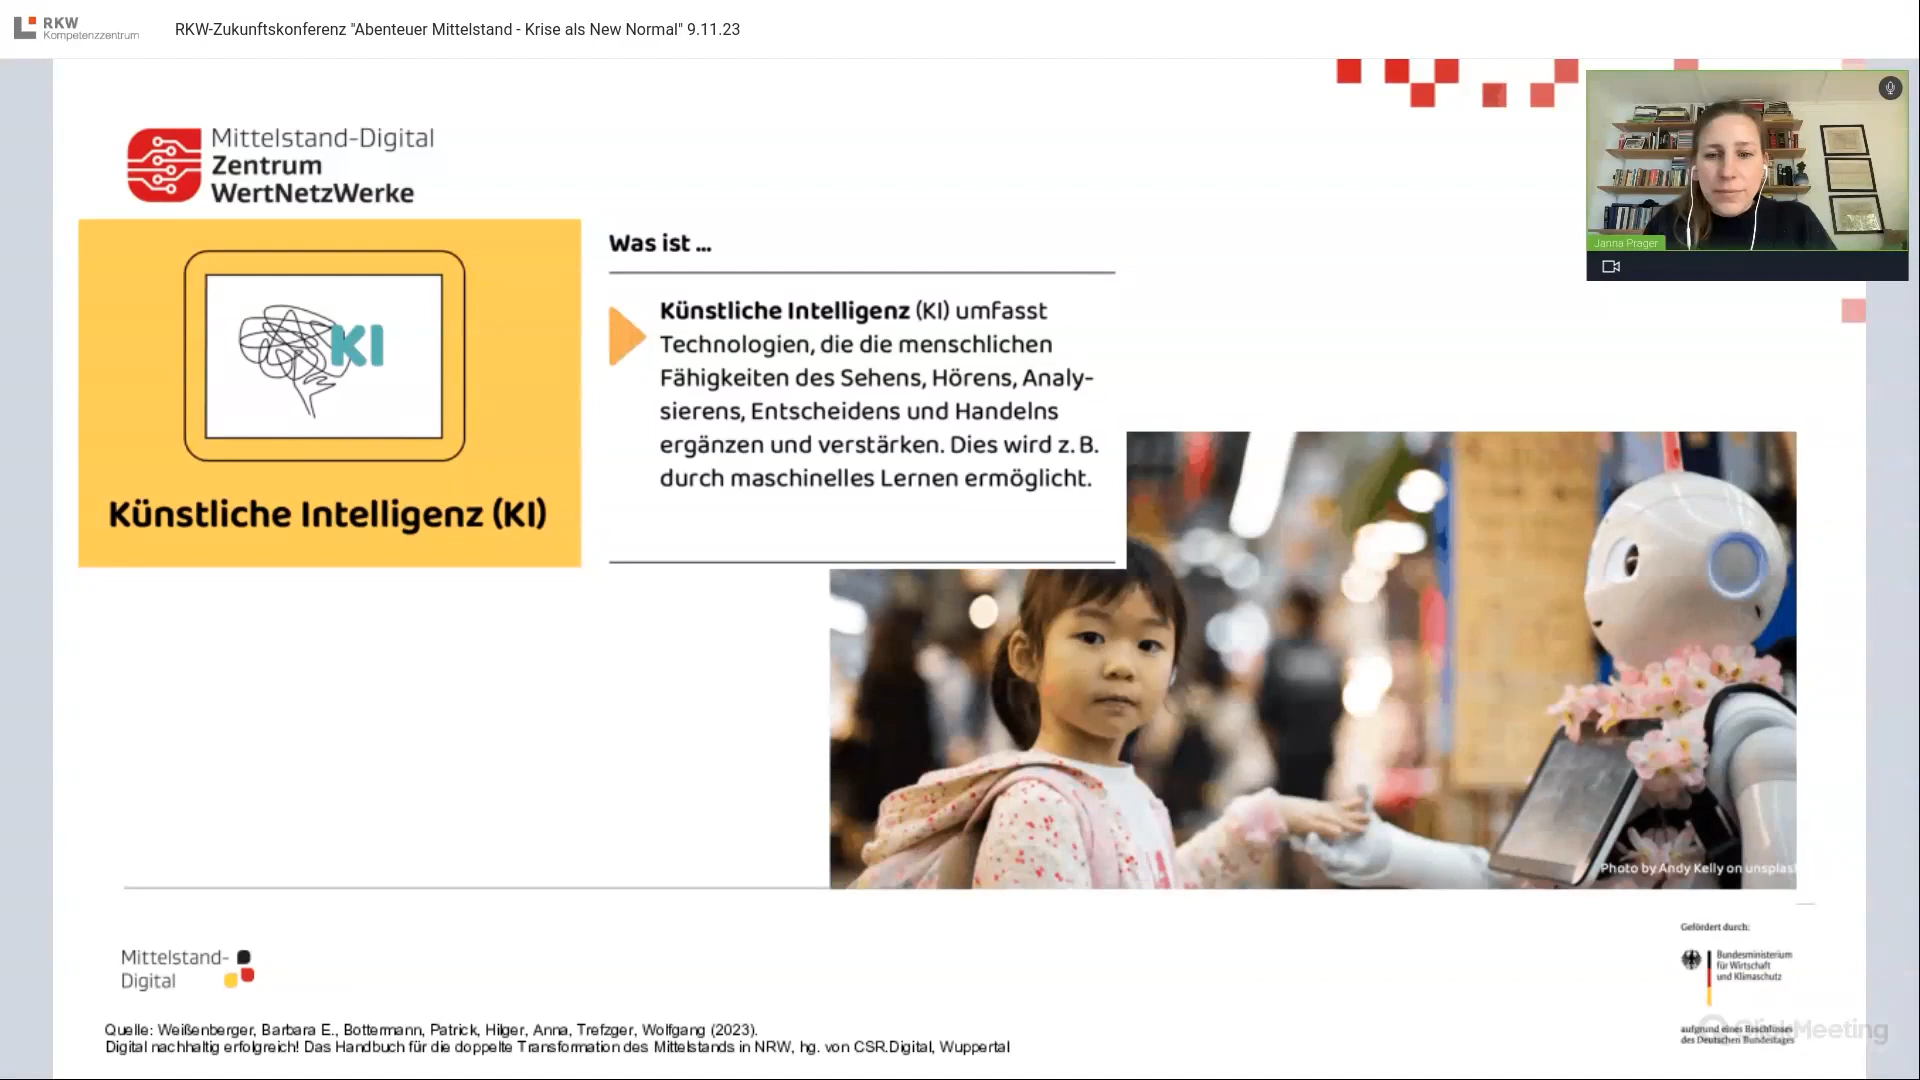 RKW
Kompetenzzentrum
RKW-Zukunftskonferenz "Abenteuer Mittelstand - Krise als New Normal" 9.11.23
Mittelstand-Digital
Zentrum
WertNetzWerke
Janna Prager
KI
Künstliche Intelligenz (KI)
Was ist ...
Künstliche Intelligenz (KI) umfasst
Technologien, die die menschlichen
Fähigkeiten des Sehens, Hörens, Analy-
sierens, Entscheidens und Handelns
ergänzen und verstärken. Dies wird z. B.
durch maschinelles Lernen ermöglicht.
Photo by Andy Kelly on unsplas
Mittelstand-
Digital
Gefördert durch:
Bundesministerium
für Wirtschaft
und Klimaschutz
aufgrund eines Beschlusses
des Deutschen Bundestages
ClickMeeting
Quelle: Weißenberger, Barbara E., Bottermann, Patrick, Hilger, Anna, Trefzger, Wolfgang (2023).
Digital nachhaltig erfolgreich! Das Handbuch für die doppelte Transformation des Mittelstands in NRW, hg. von CSR.Digital, Wuppertal